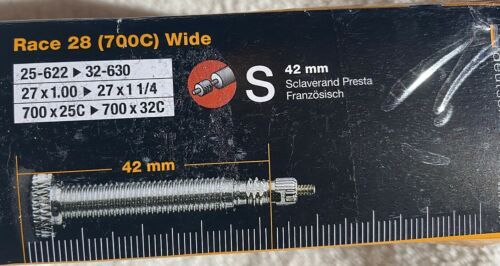 Race 28 (700C) Wide
25-622 ▶ 32-630
27 x 1.00 ▶ 27 x 1 1/4
700 x 25C ▶ 700 x 32C
S
42 mm
Sclaverand Presta
Französisch
42 mm